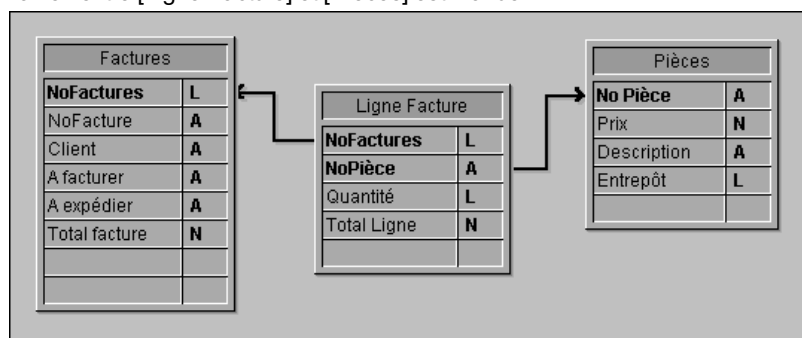 Factures
NoFactures L
NoFacture A
Client A
A facturer A
A expédier A
Total facture N
Ligne Facture
NoFactures L
NoPièce A
Quantité L
Total Ligne N
Pièces
No Pièce A
Prix N
Description A
Entrepôt L